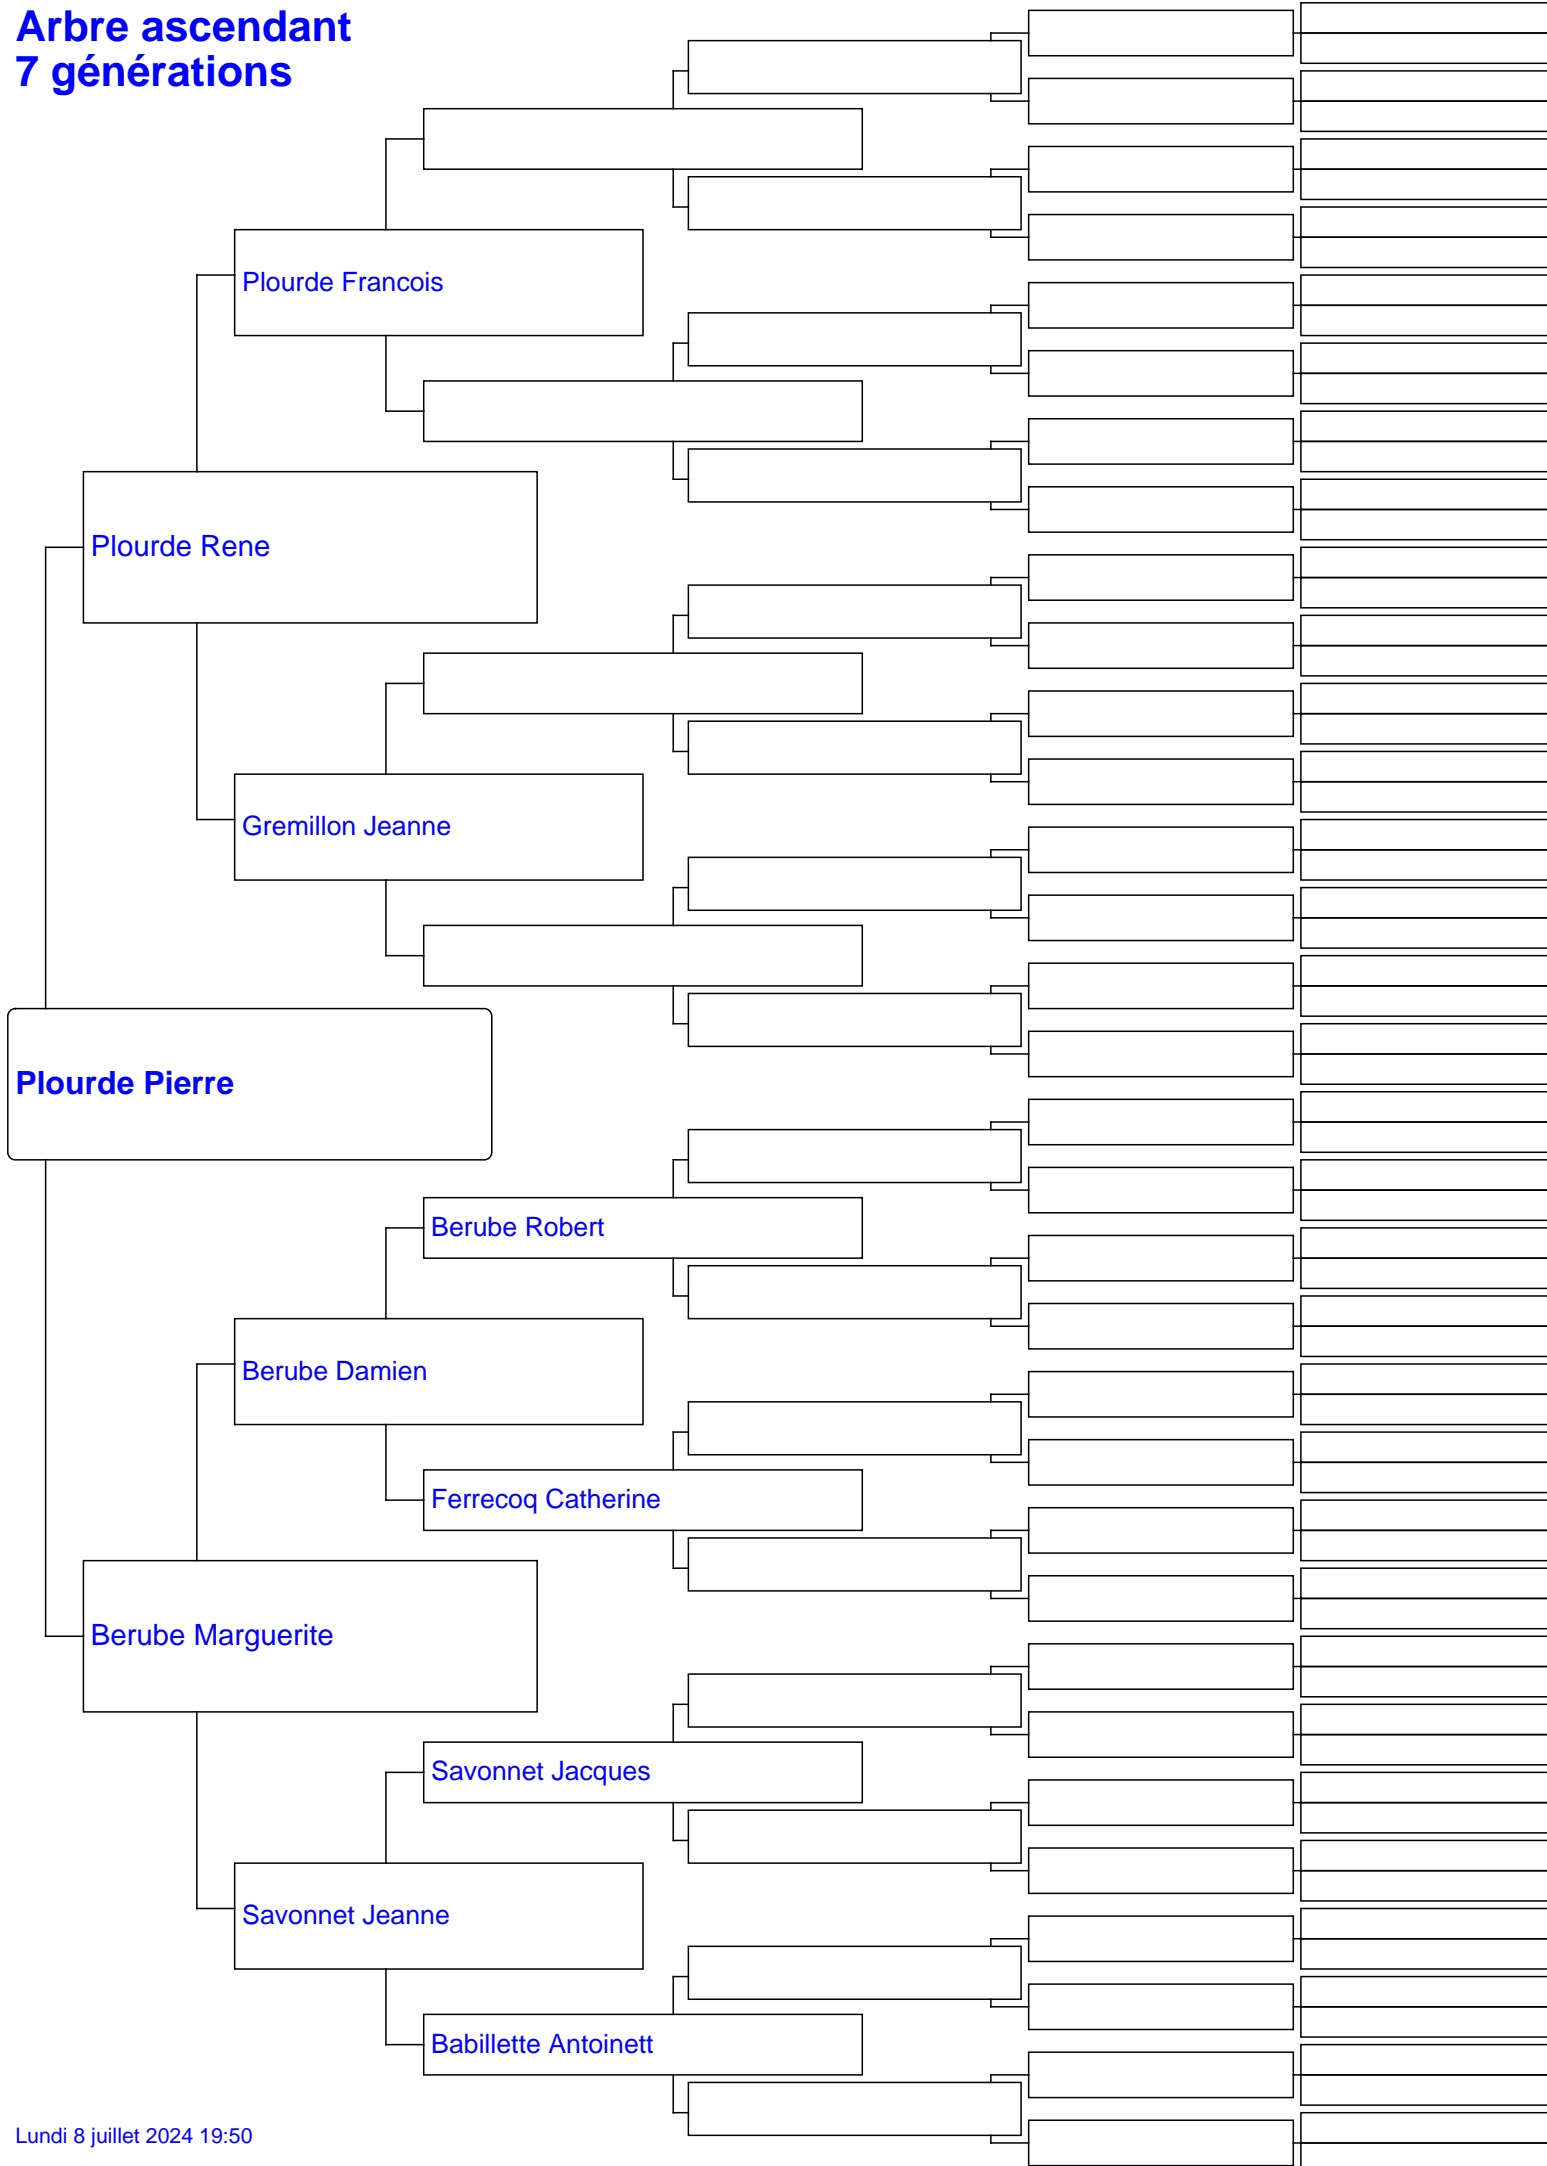 Arbre ascendant
7 générations
Plourde Francois
Plourde Rene
Gremillon Jeanne
Plourde Pierre
Berube Robert
Berube Damien
Ferrecoq Catherine
Berube Marguerite
Savonnet Jacques
Savonnet Jeanne
Babillette Antoinett
Lundi 8 juillet 2024 19:50